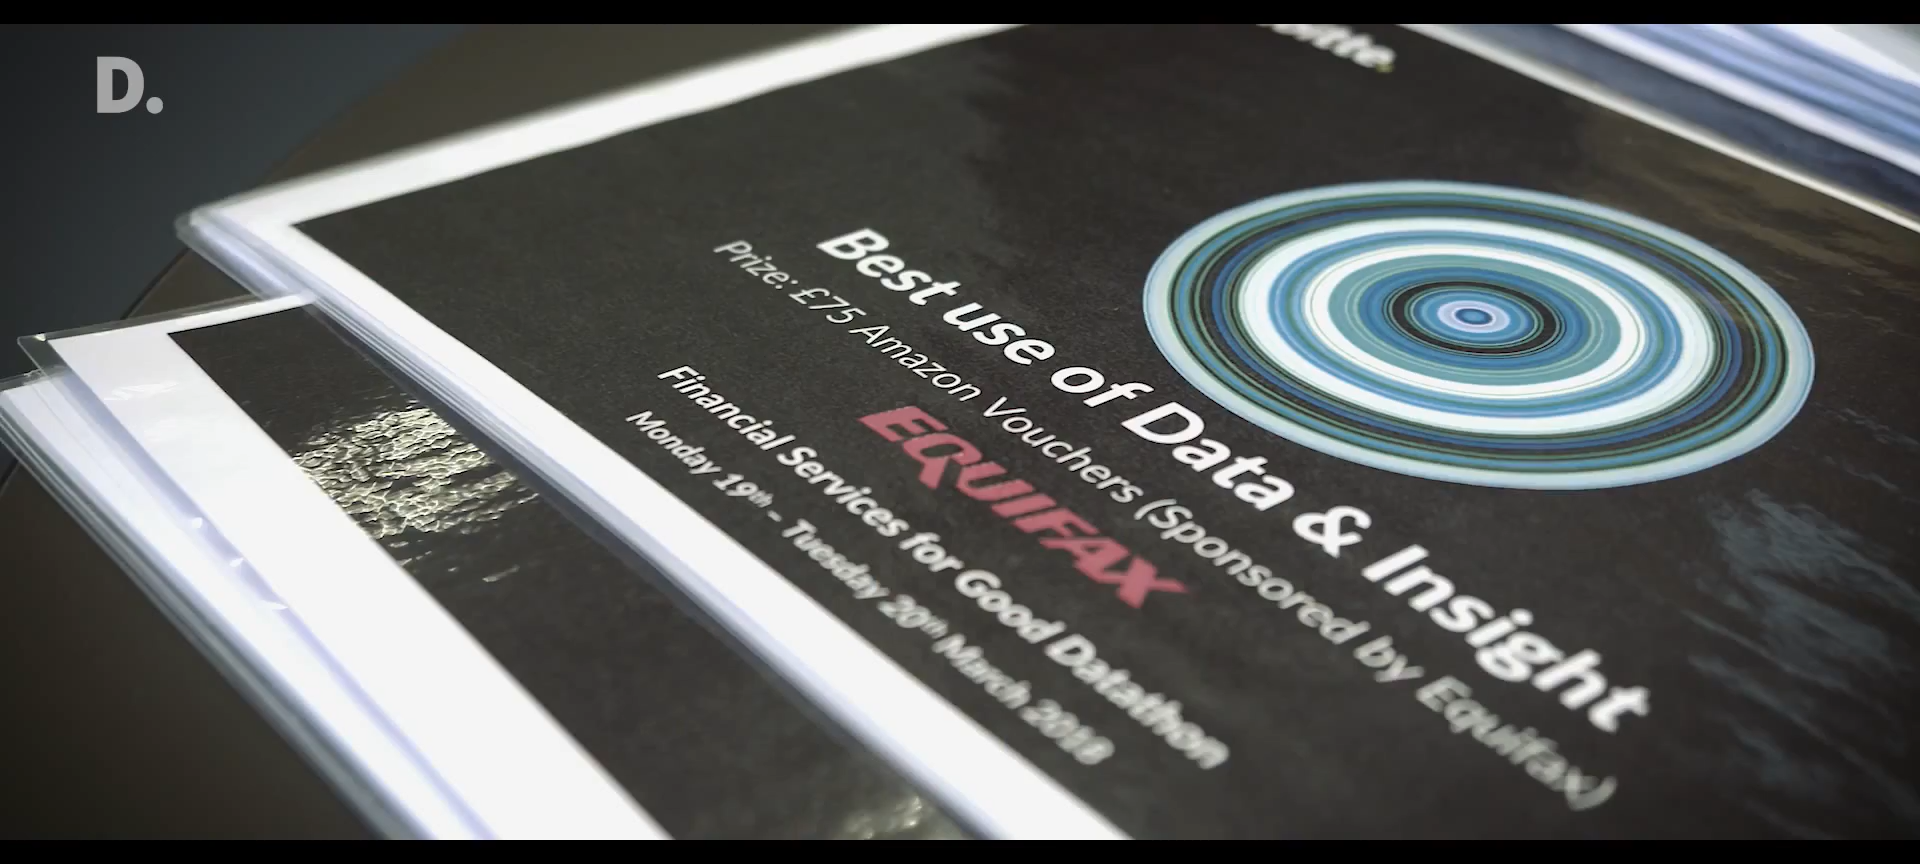 D.
oitte.
Best use of Data & Insight
Prize: £75 Amazon Vouchers (Sponsored by Equifax)
EQUIFAX
Financial Services for Good Datathon
Monday 19th – Tuesday 20th March 2018